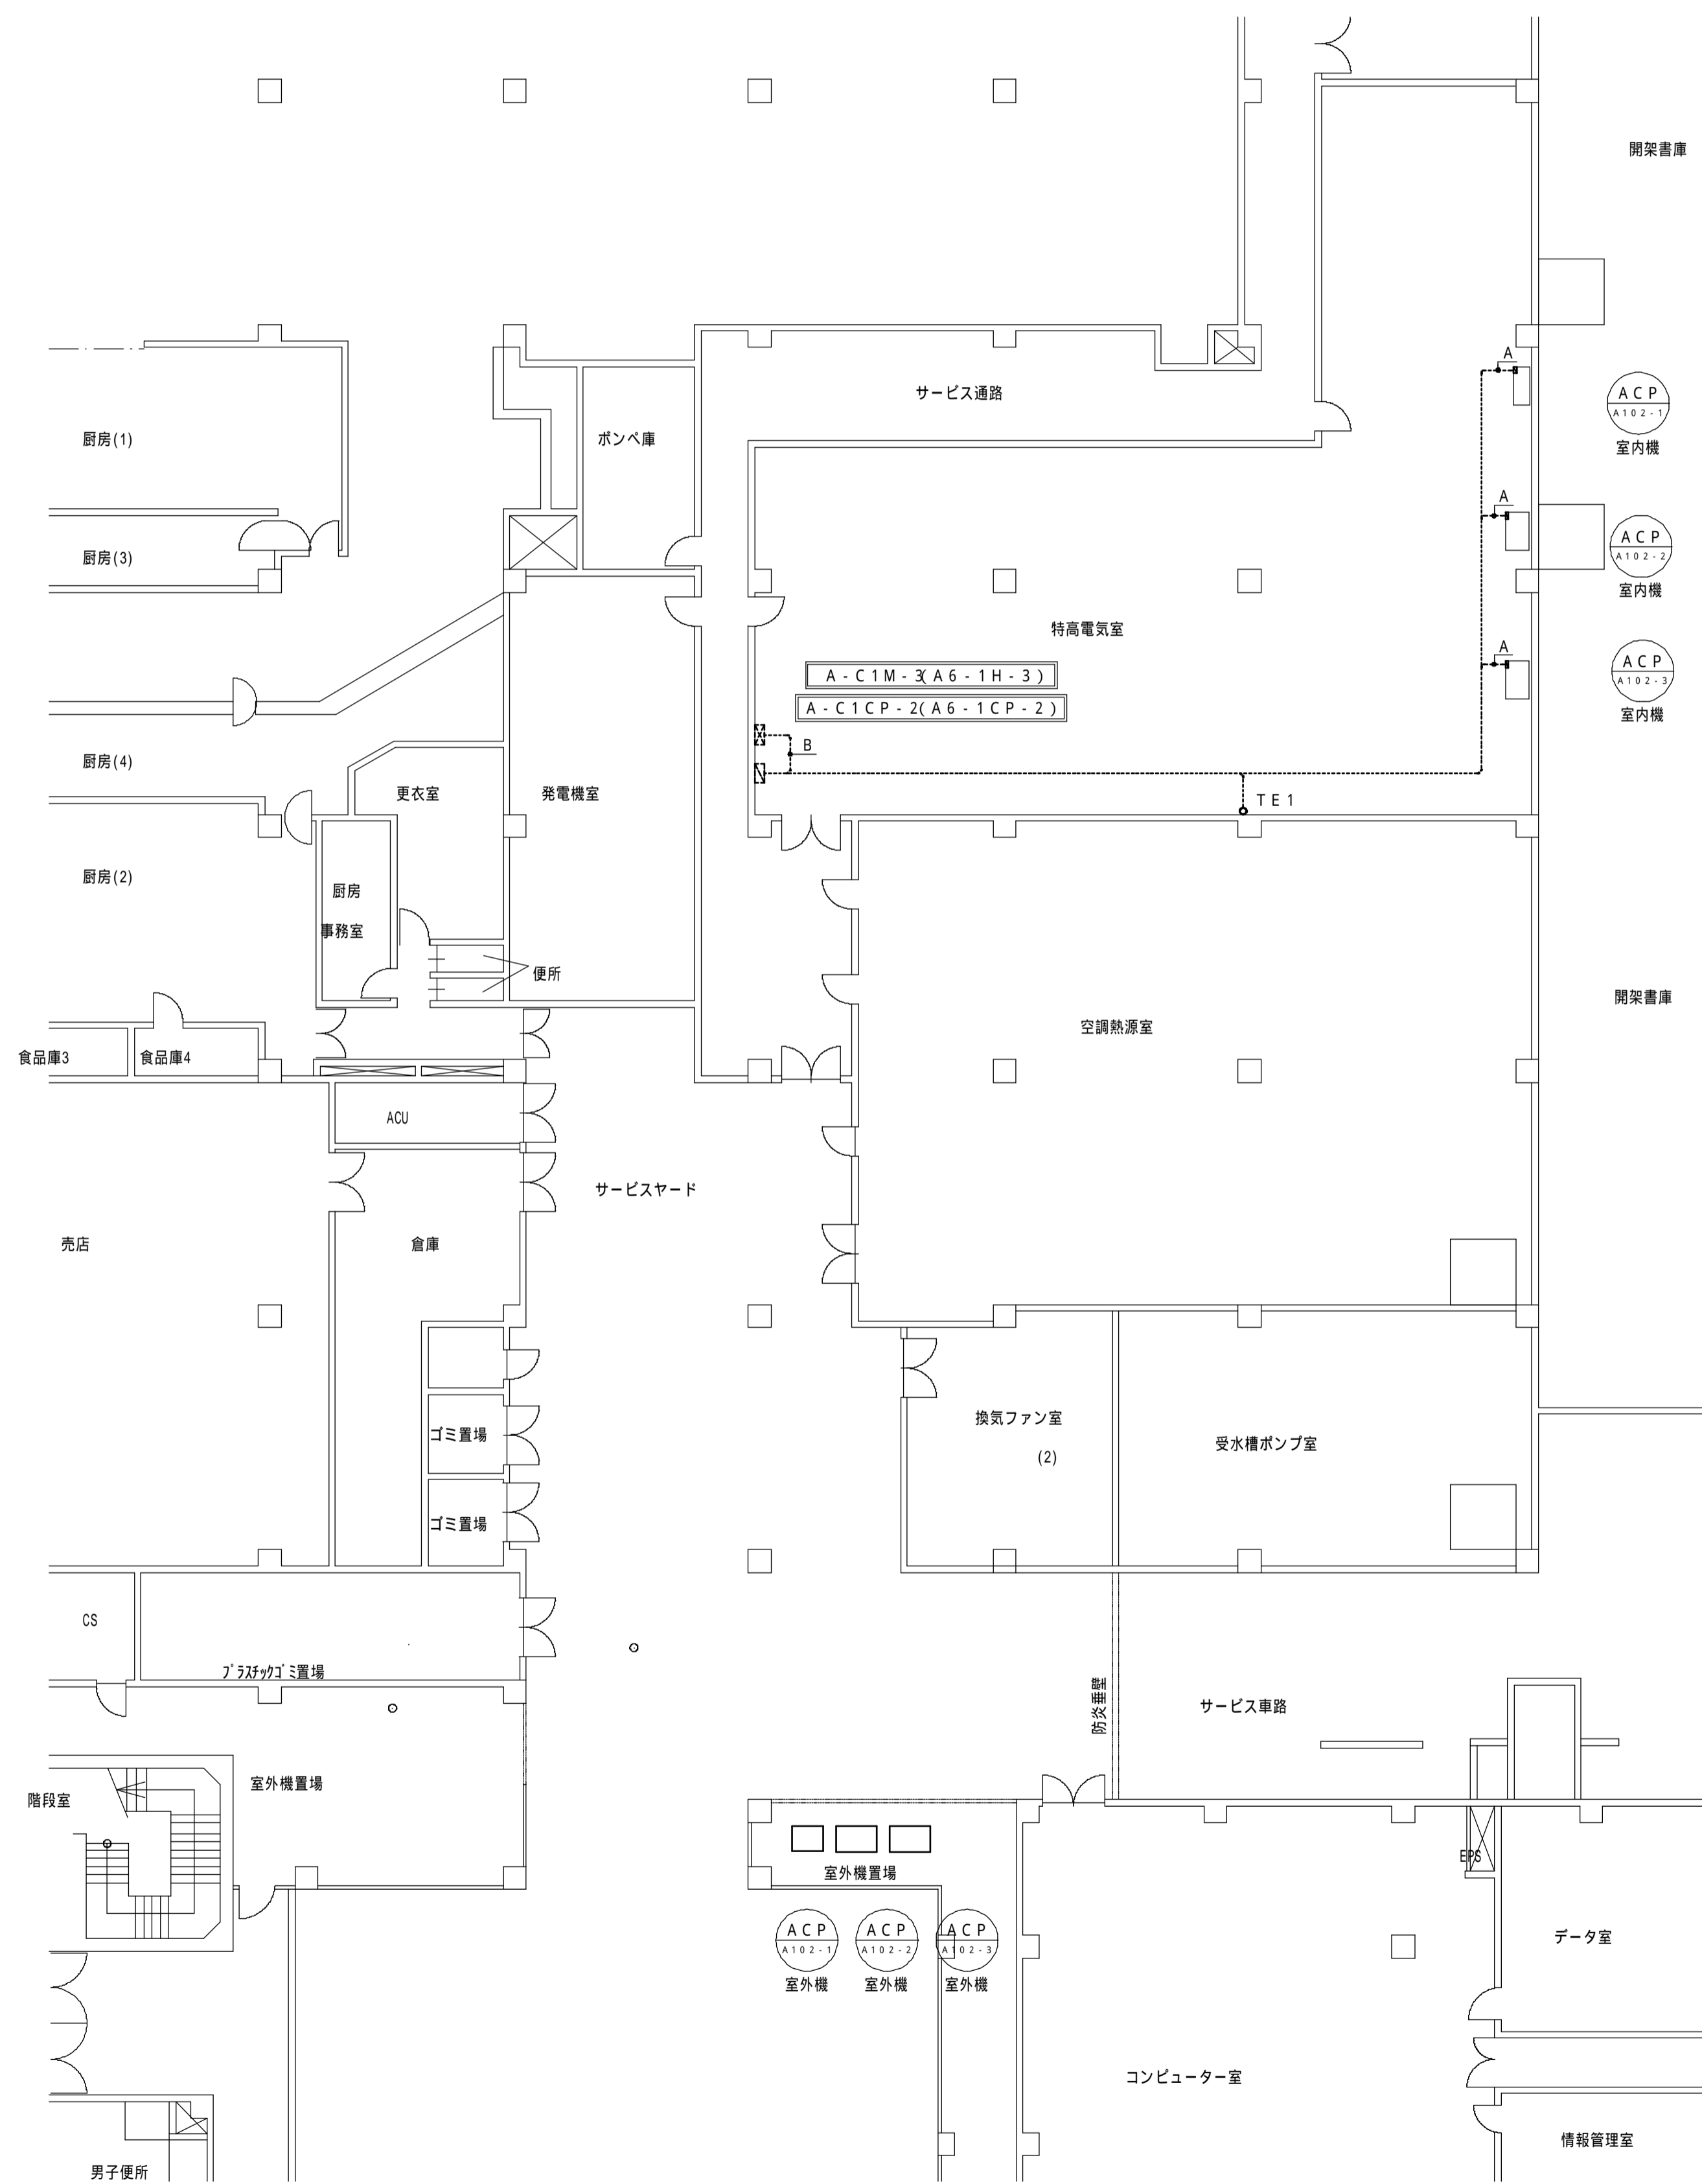 開架書庫
サービス通路
A
ACP
A102-1
室内機
厨房(1)
ボンベ庫
A
ACP
A102-2
室内機
厨房(3)
特高電気室
A
ACP
A102-3
室内機
A-C1M-3(A6-1H-3)
A-C1CP-2(A6-1CP-2)
B
厨房(4)
更衣室
発電機室
TE1
厨房(2)
厨房
事務室
便所
開架書庫
空調熱源室
食品庫3
食品庫4
ACU
サービスヤード
売店
倉庫
換気ファン室
(2)
ゴミ置場
受水槽ポンプ室
ゴミ置場
CS
プラスチックゴミ置場
防炎垂壁
サービス車路
室外機置場
階段室
EPS
室外機置場
ACP
A102-1
室外機
ACP
A102-2
室外機
ACP
A102-3
室外機
データ室
コンピューター室
情報管理室
男子便所